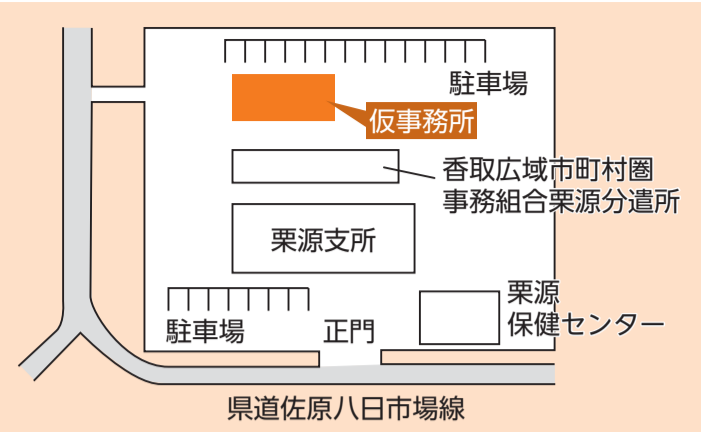 駐車場
仮事務所
香取広域市町村圏
事務組合栗源分遣所
栗源支所
栗源
保健センター
駐車場
正門
県道佐原八日市場線